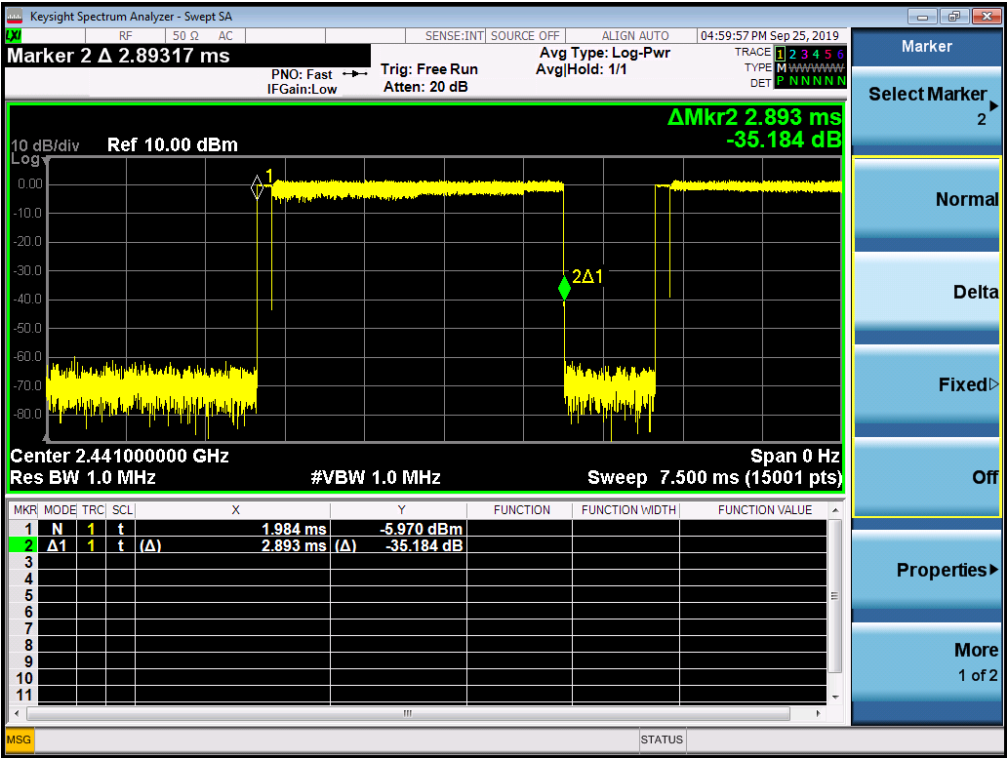 Keysight Spectrum Analyzer - Swept SA
LXI RF 50 Ω AC SENSE:INT SOURCE OFF ALIGN AUTO 04:59:57 PM Sep 25, 2019
Marker 2 Δ 2.89317 ms
PNO: Fast
IFGain:Low
Trig: Free Run
Atten: 20 dB
Avg Type: Log-Pwr
Avg|Hold: 1/1
TRACE 1 2 3 4 5 6
TYPE M W W W W W
DET P N N N N N
ΔMkr2 2.893 ms
-35.184 dB
10 dB/div Ref 10.00 dBm
Log
0.00
-10.0
-20.0
-30.0
-40.0
-50.0
-60.0
-70.0
-80.0
1
2Δ1
Center 2.441000000 GHz Span 0 Hz
Res BW 1.0 MHz #VBW 1.0 MHz Sweep 7.500 ms (15001 pts)
MKR MODE TRC SCL X Y FUNCTION FUNCTION WIDTH FUNCTION VALUE
1 N 1 t 1.984 ms -5.970 dBm
2 Δ1 1 t (Δ) 2.893 ms (Δ) -35.184 dB
3
4
5
6
7
8
9
10
11
MSG STATUS
Marker
Select Marker
2
Normal
Delta
Fixed
Off
Properties
More
1 of 2